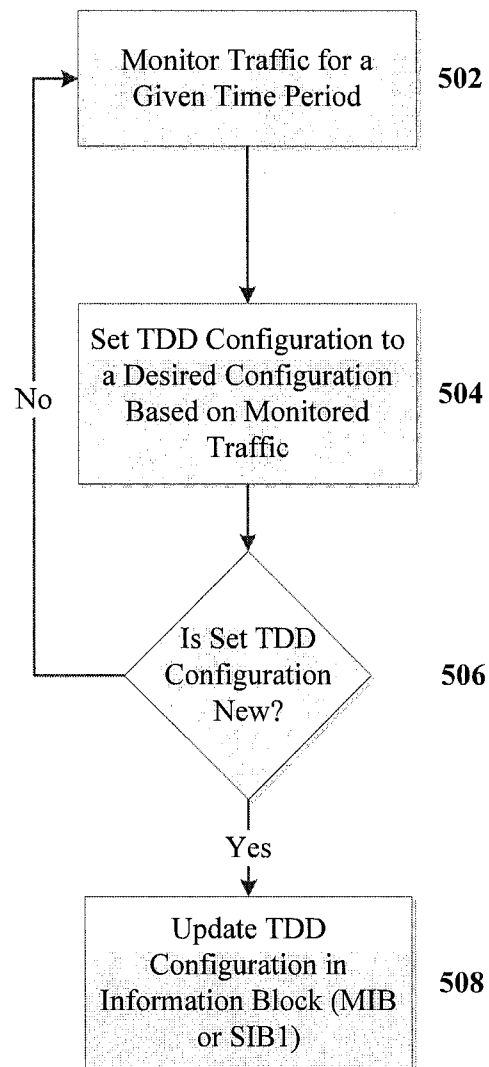 Monitor Traffic for a
Given Time Period
502
Set TDD Configuration to
a Desired Configuration
Based on Monitored
Traffic
504
No
Is Set TDD
Configuration
New?
506
Yes
Update TDD
Configuration in
Information Block (MIB
or SIB1)
508